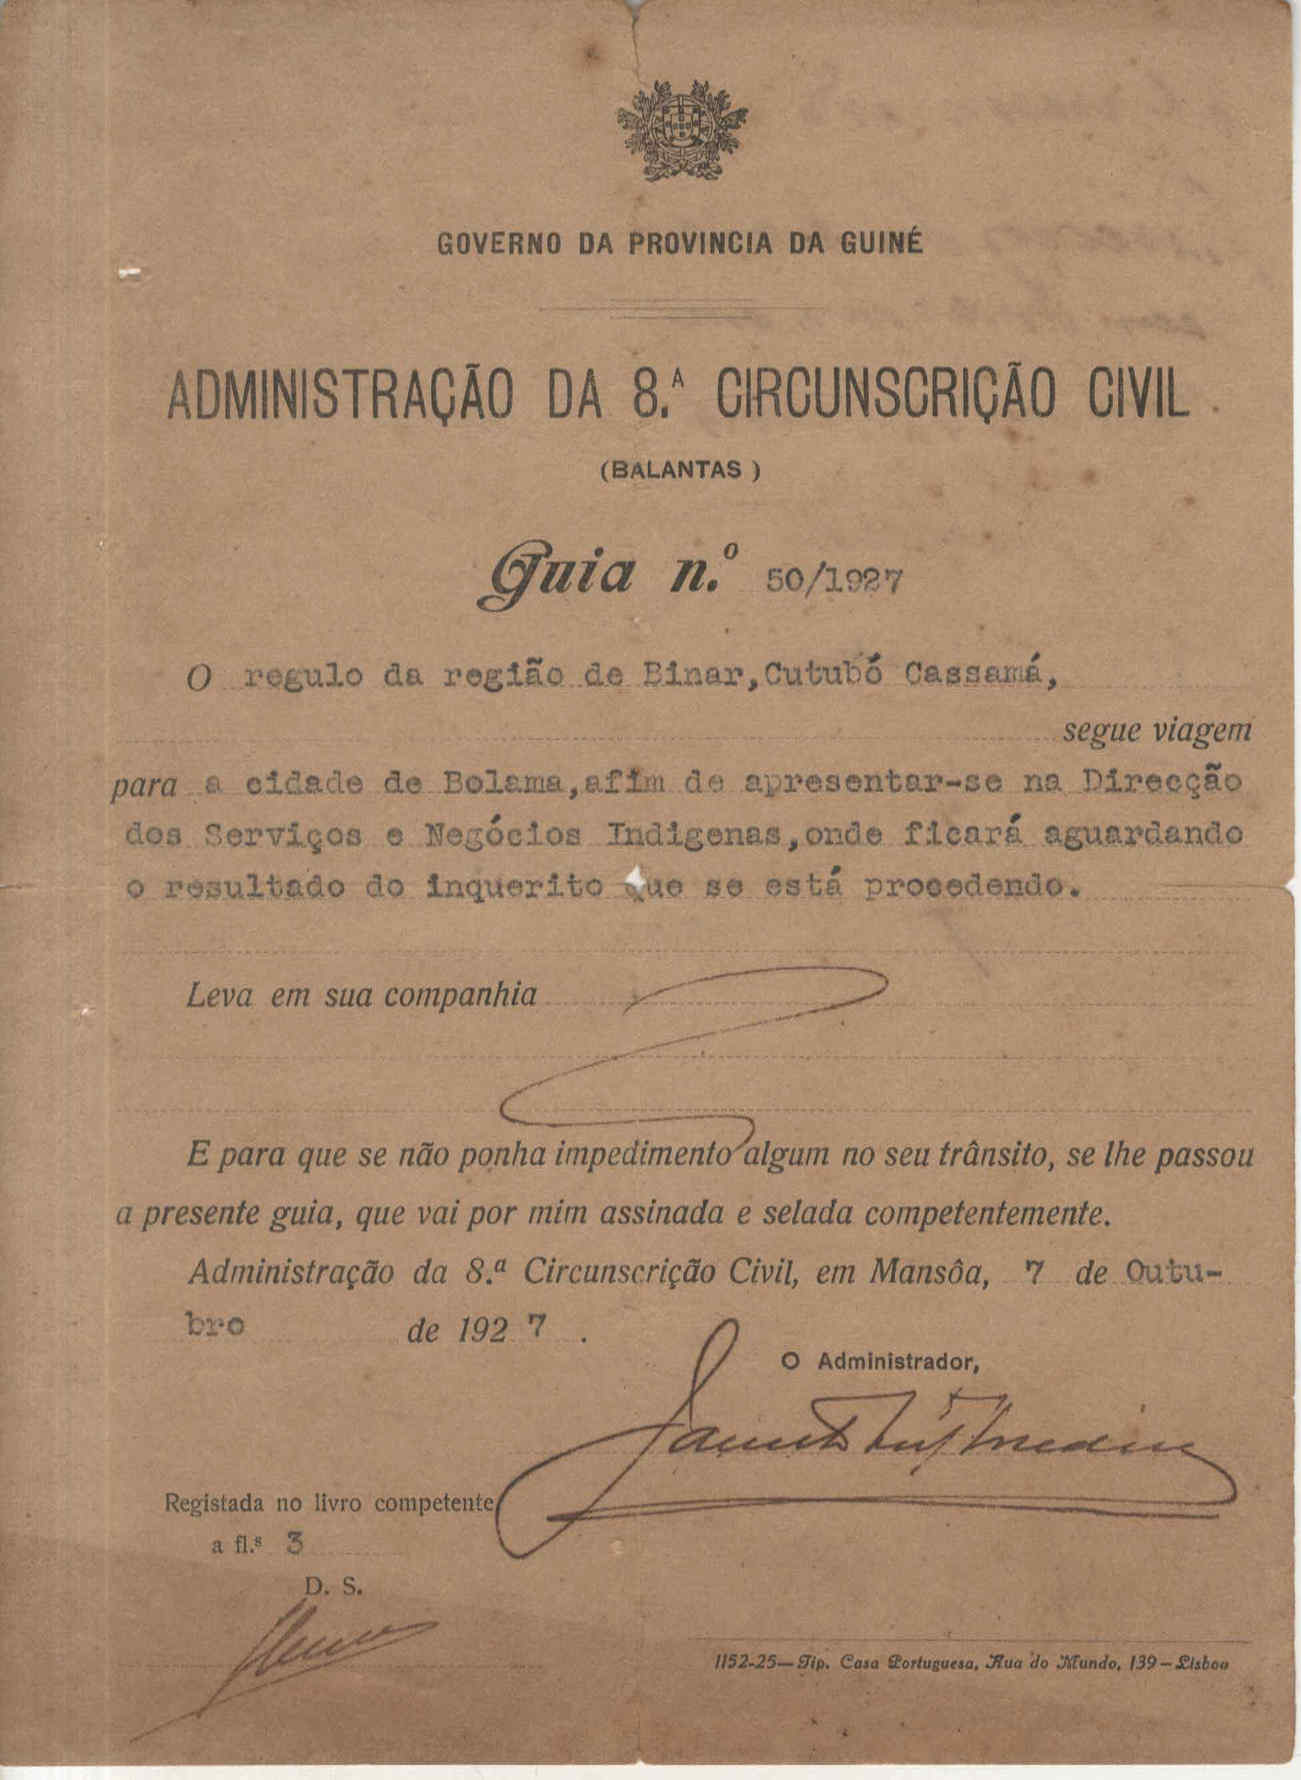 GOVERNO DA PROVINCIA DA GUINÉ
ADMINISTRAÇÃO DA 8.ª CIRCUNSCRIÇÃO CIVIL
(BALANTAS)
Guia n.º 50/1927
O regulo da região de Binar,Cutubó Cassamá,
segue viagem
para a cidade de Bolama,afim de apresentar-se na Direcção
dos Serviços e Negócios Indigenas,onde ficará aguardando
o resultado do inquerito que se está procedendo.
Leva em sua companhia
E para que se não ponha impedimento algum no seu trânsito, se lhe passou
a presente guia, que vai por mim assinada e selada competentemente.
Administração da 8.ª Circunscrição Civil, em Mansôa, 7 de Outu-
bro de 1927.
O Administrador,
Registada no livro competente
a fl.s 3
D. S.
1152-25—Tip. Casa Portuguesa, Rua do Mundo, 139—Lisboa